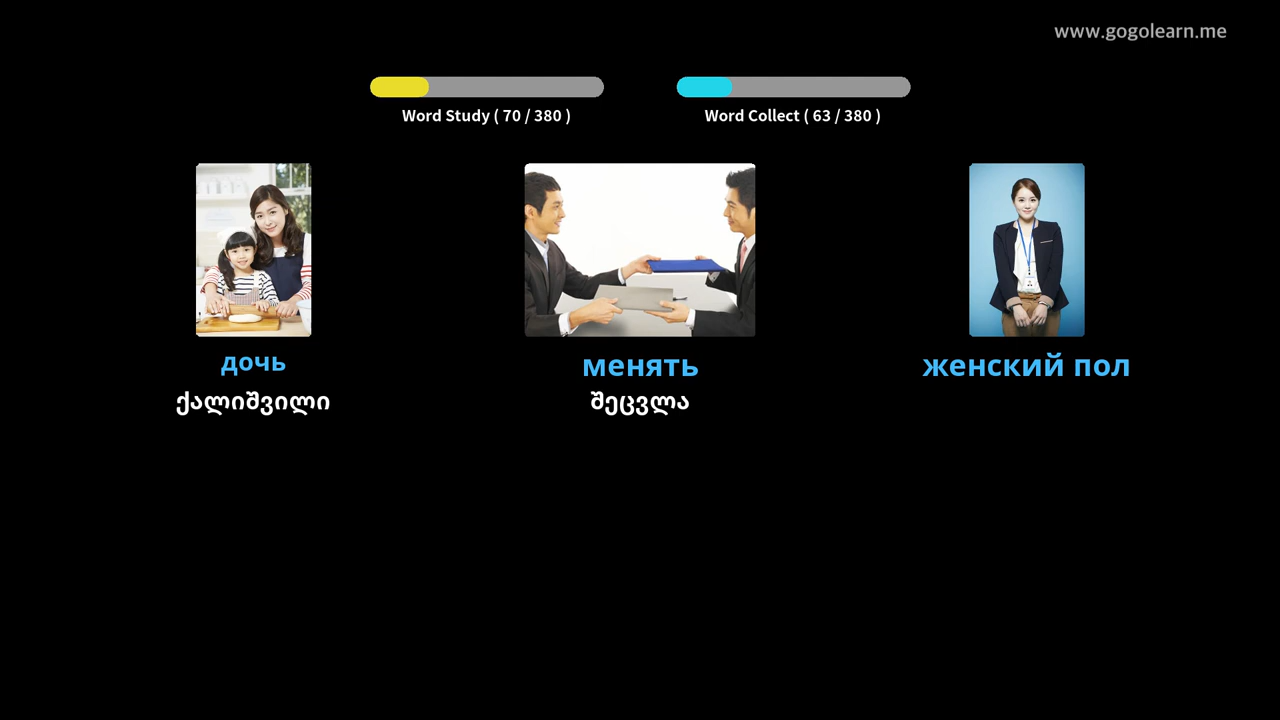 www.gogolearn.me
Word Study ( 70 / 380 )
Word Collect ( 63 / 380 )
дочь
менять
женский пол
ქალიშვილი
შეცვლა